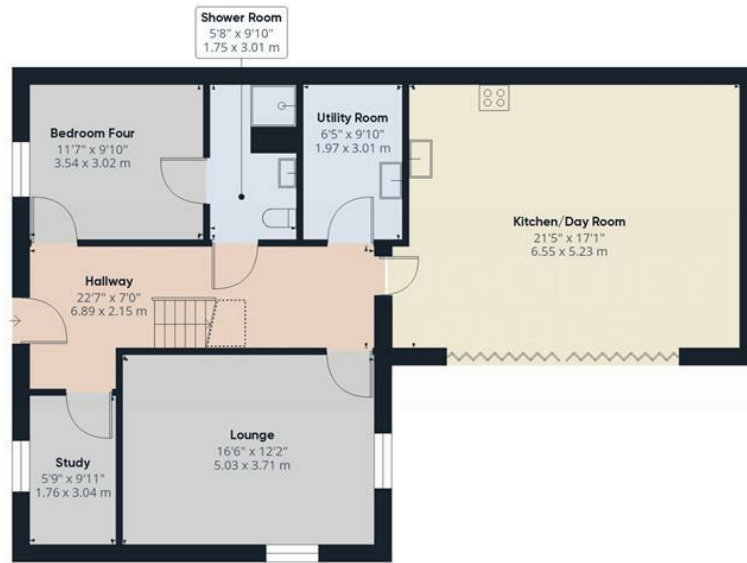 Shower Room
5'8" x 9'10"
1.75 x 3.01 m
Bedroom Four
11'7" x 9'10"
3.54 x 3.02 m
Utility Room
6'5" x 9'10"
1.97 x 3.01 m
Kitchen/Day Room
21'5" x 17'1"
6.55 x 5.23 m
Hallway
22'7" x 7'0"
6.89 x 2.15 m
Lounge
16'6" x 12'2"
5.03 x 3.71 m
Study
5'9" x 9'11"
1.76 x 3.04 m